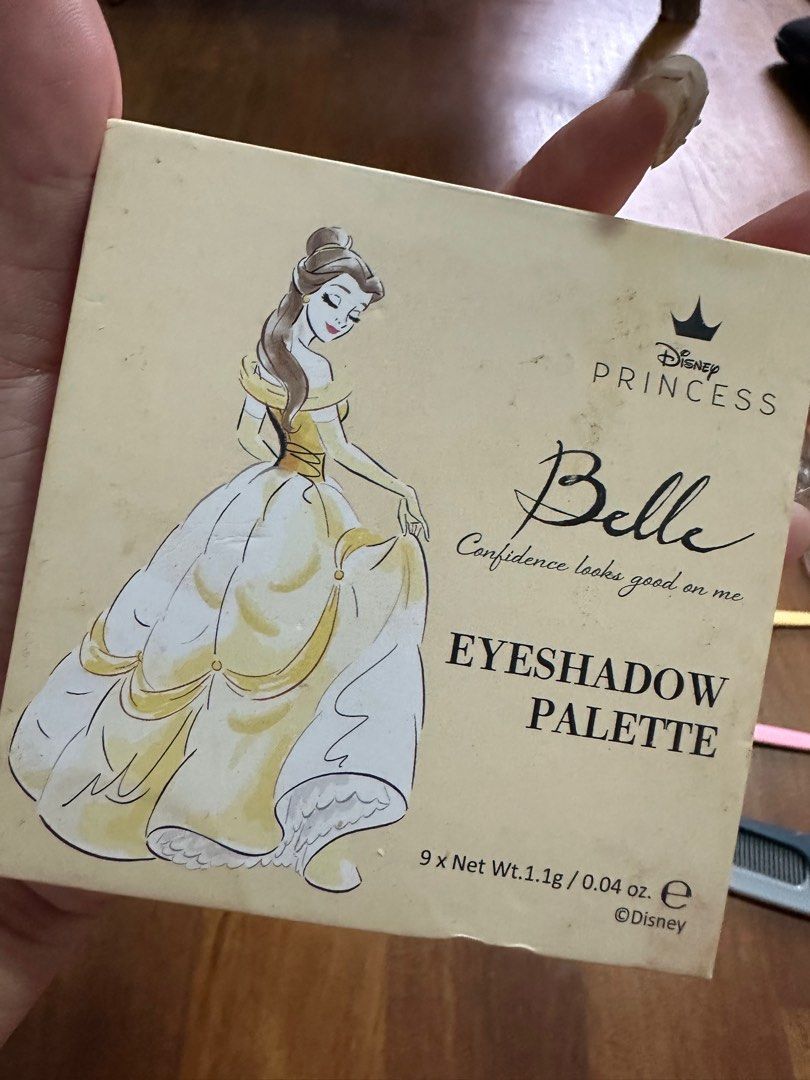 Disney
PRINCESS
Belle
Confidence looks good on me
EYESHADOW
PALETTE
9 x Net Wt.1.1g / 0.04 oz. ℮
©Disney